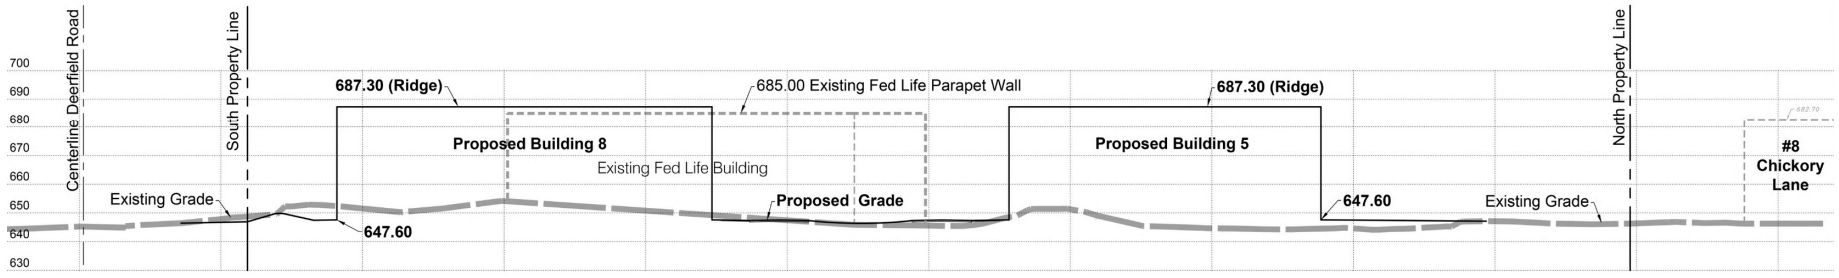 Centerline Deerfield Road
South Property Line
North Property Line
700
690
680
670
660
650
640
630
687.30 (Ridge)
685.00 Existing Fed Life Parapet Wall
687.30 (Ridge)
682.70
Proposed Building 8
Existing Fed Life Building
Proposed Building 5
#8
Chickory
Lane
Existing Grade
Proposed Grade
647.60
647.60
Existing Grade